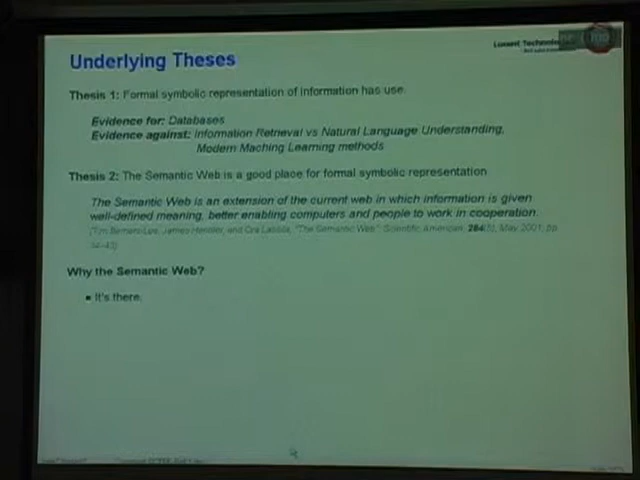 Underlying Theses
Lucent Technologies
Thesis 1: Formal symbolic representation of information has use.
Evidence for: Databases
Evidence against: Information Retrieval vs Natural Language Understanding,
Modern Maching Learning methods
Thesis 2: The Semantic Web is a good place for formal symbolic representation
The Semantic Web is an extension of the current web in which information is given
well-defined meaning, better enabling computers and people to work in cooperation.
(Tim Berners-Lee, James Hendler, and Ora Lassila, "The Semantic Web", Scientific American, 284(5), May 2001, pp.
34-43)
Why the Semantic Web?
▪ It's there.